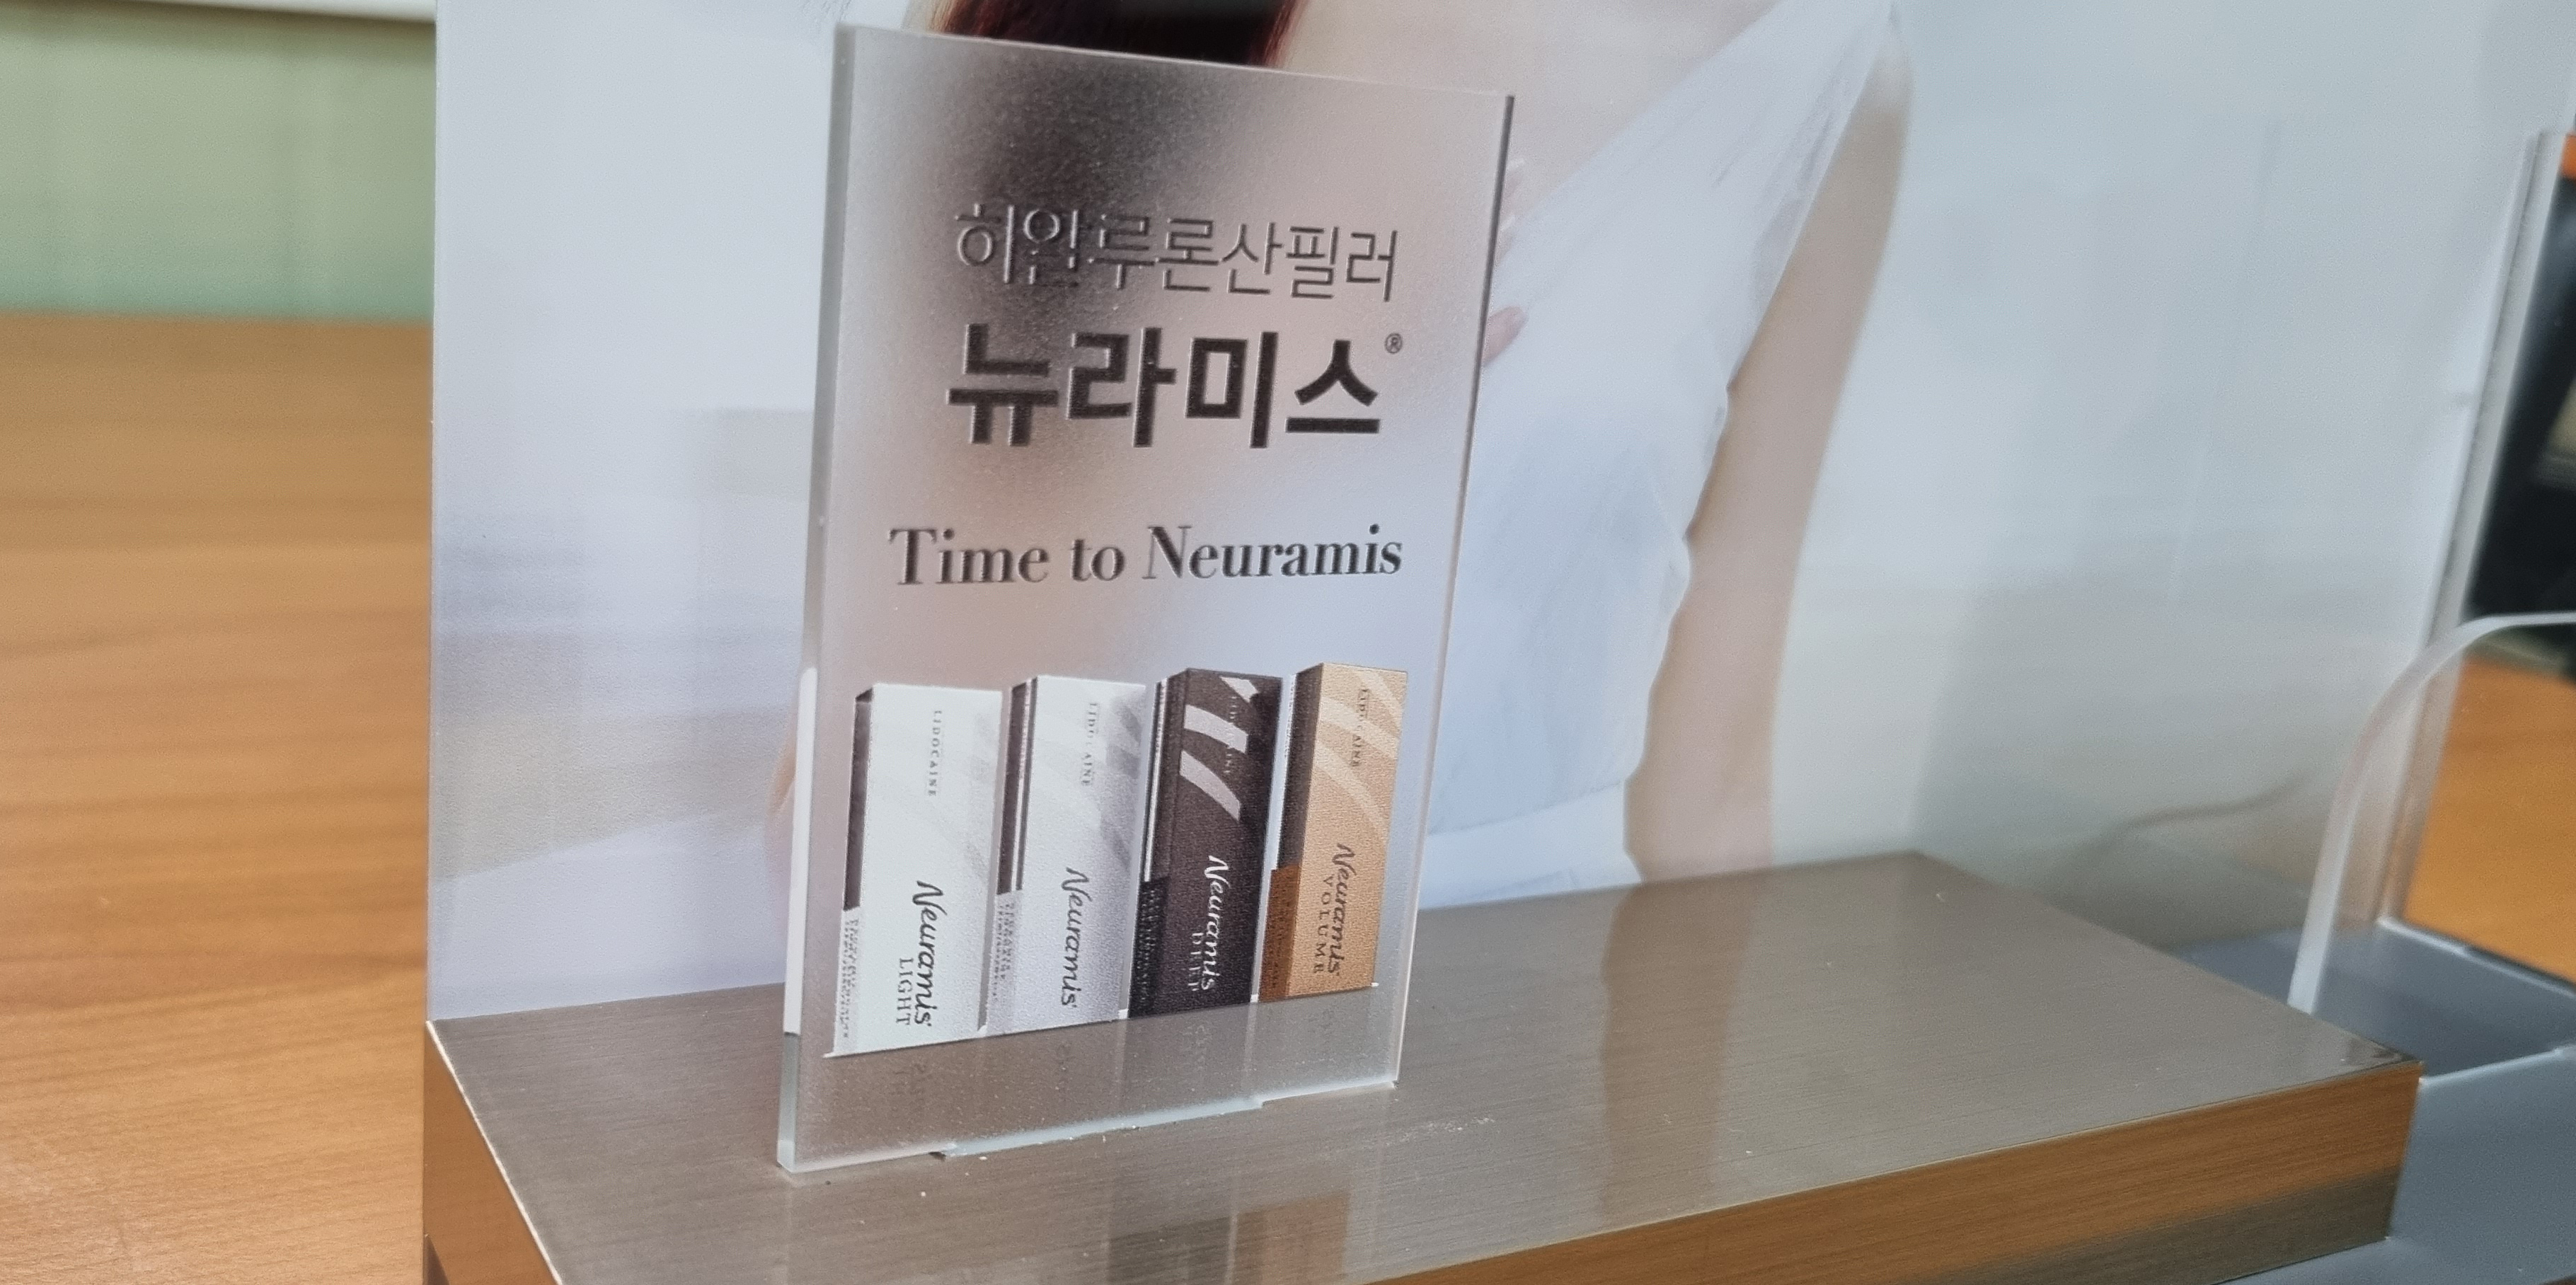 히알루론산필러
뉴라미스®
Time to Neuramis
LIDOCAINE
Neuramis®
LIGHT
LIDOCAINE
Neuramis®
Neuramis
DEEP
LIDOCAINE
Neuramis®
VOLUME